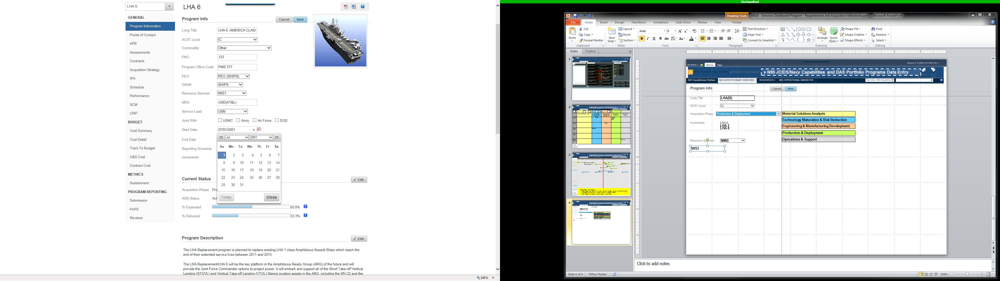 LHA 6
LHA 6
GENERAL
Program Information
Points of Contact
APB
Assessments
Contracts
Acquisition Strategy
IPA
Schedule
Performance
SCM
LRIP
BUDGET
Cost Summary
Cost Detail
Track To Budget
O&S Cost
Contract Cost
METRICS
Sustainment
PROGRAM REPORTING
Submission
PoPS
Reviews
Program Info
Cancel Save
Long Title LHA 6 AMERICA CLASS
ACAT Level IC
Commodity Other
PNO 333
Program Office Code PMS 377
PEO PEO (SHIPS)
DASN SHIPS
Resource Sponsor N951
MDA USD(AT&L)
Service Lead USN
Joint With USMC Army Air Force DOD
Start Date 07/01/2001 ×
End Date
Reporting Schedule
Increments
Jul 2001
Su Mo Tu We Th Fr Sa
1 2 3 4 5 6 7
8 9 10 11 12 13 14
15 16 17 18 19 20 21
22 23 24 25 26 27 28
29 30 31
Today Close
Current Status
Edit
Acquisition Phase Pro
ASN Status Act
% Expended 50.8%
% Delivered 33.3%
Program Description
Edit
The LHA Replacement program is planned to replace existing LHA 1 class Amphibious Assault Ships which reach the
end of their extended service lives between 2011 and 2015.
The LHA Replacement/LHA 6 will be the key platform in the Amphibious Ready Group (ARG) of the future and will
provide the Joint Force Commander options to project power. It will embark and support all of the Short Take-off Vertical
Landing (STOVL) and Vertical Take-off Landing (VTOL) Marine aviation assets in the ARG, including the MV-22 and the
100%
Unclassified
Drawing Tools
N95B - Directors Dashboard Program - Requirements and Acquisition Milestones.pptx - Microsoft PowerPoint
File Home Insert Design Transitions Animations Slide Show Review View Format
Paste
Cut
Copy
Format Painter
Clipboard
New Slide
Layout
Reset
Section
Slides
Arial 9
B I U S abc AV Aa A
Font
Text Direction
Align Text
Convert to SmartArt
Paragraph
Arrange
Quick Styles
Shape Fill
Shape Outline
Shape Effects
Drawing
Find
Replace
Select
Editing
Slides Outline
1
2
3
4
Site Actions Browse Page
Ventura, P V (Phil) CIV USN (US)
N95 Expeditionary Warfare Director's Dashboard
N95 JCIDS/Navy Capabilities and DAS Portfolio Programs Data Entry
N95 Expeditionary Warfare N95 EXPEDITIONARY WARFARE RESOURCES N95 OPERATIONAL NARRATIVE
Program Info
Cancel Save
Long Title LHA(R)
ACAT Level IC
Acquisition Phase Production & Deployment
Increments LHA 6
LHA 7
LHA 8
Resource Sponsor N958
N953
Material Solutions Analysis
Technology Maturation & Risk Reduction
Engineering & Manufacturing Development
Production & Deployment
Operations & Support
Click to add notes
Slide 4 of 4 "Office Theme"
104%